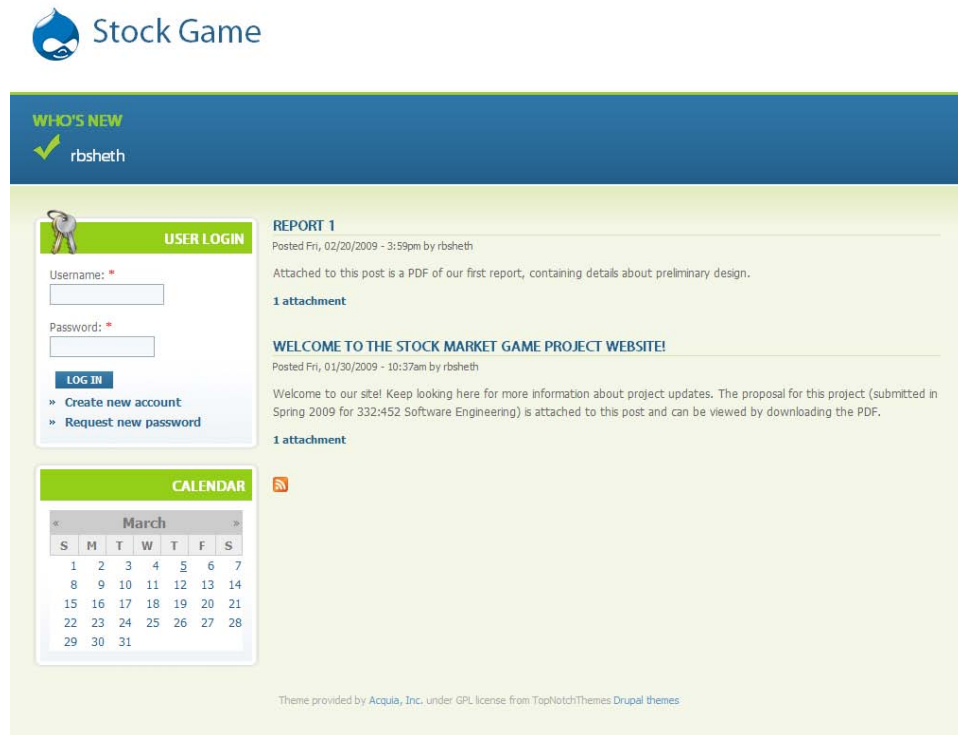 Stock Game
WHO'S NEW
rbsheth
USER LOGIN
Username: *
Password: *
LOG IN
» Create new account
» Request new password
CALENDAR
« March »
S M T W T F S
1 2 3 4 5 6 7
8 9 10 11 12 13 14
15 16 17 18 19 20 21
22 23 24 25 26 27 28
29 30 31
REPORT 1
Posted Fri, 02/20/2009 - 3:59pm by rbsheth
Attached to this post is a PDF of our first report, containing details about preliminary design.
1 attachment
WELCOME TO THE STOCK MARKET GAME PROJECT WEBSITE!
Posted Fri, 01/30/2009 - 10:37am by rbsheth
Welcome to our site! Keep looking here for more information about project updates. The proposal for this project (submitted in
Spring 2009 for 332:452 Software Engineering) is attached to this post and can be viewed by downloading the PDF.
1 attachment
Theme provided by Acquia, Inc. under GPL license from TopNotchThemes Drupal themes